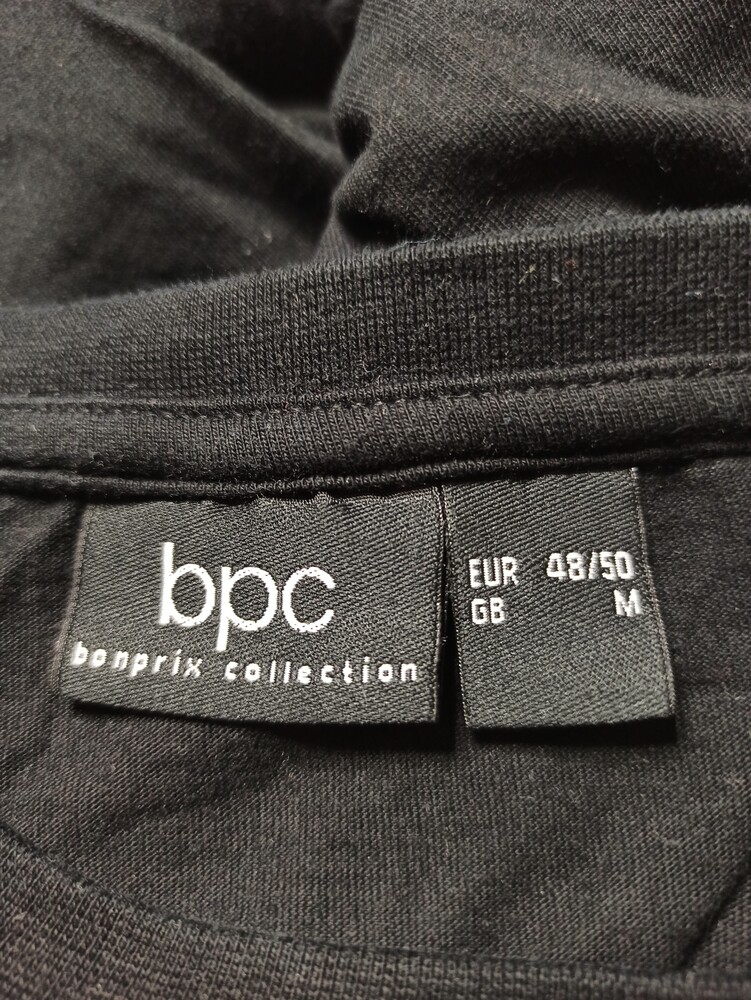 bpc
bonprix collection
EUR 48/50
GB M